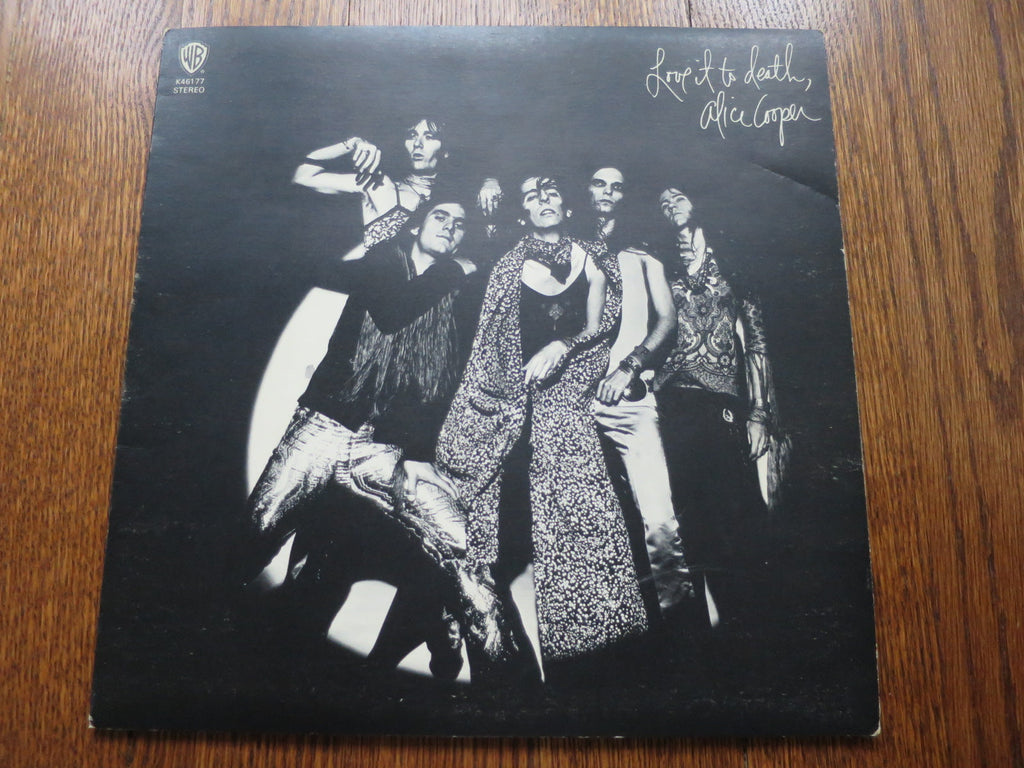 WB
K46177
STEREO
Love it to death,
Alice Cooper